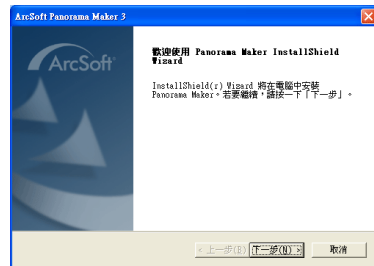 ArcSoft Panorama Maker 3
ArcSoft®
歡迎使用 Panorama Maker InstallShield
Wizard
InstallShield(r) Wizard 將在電腦中安裝
Panorama Maker。若要繼續，請按一下「下一步」。
< 上一步(B)
下一步(N) >
取消